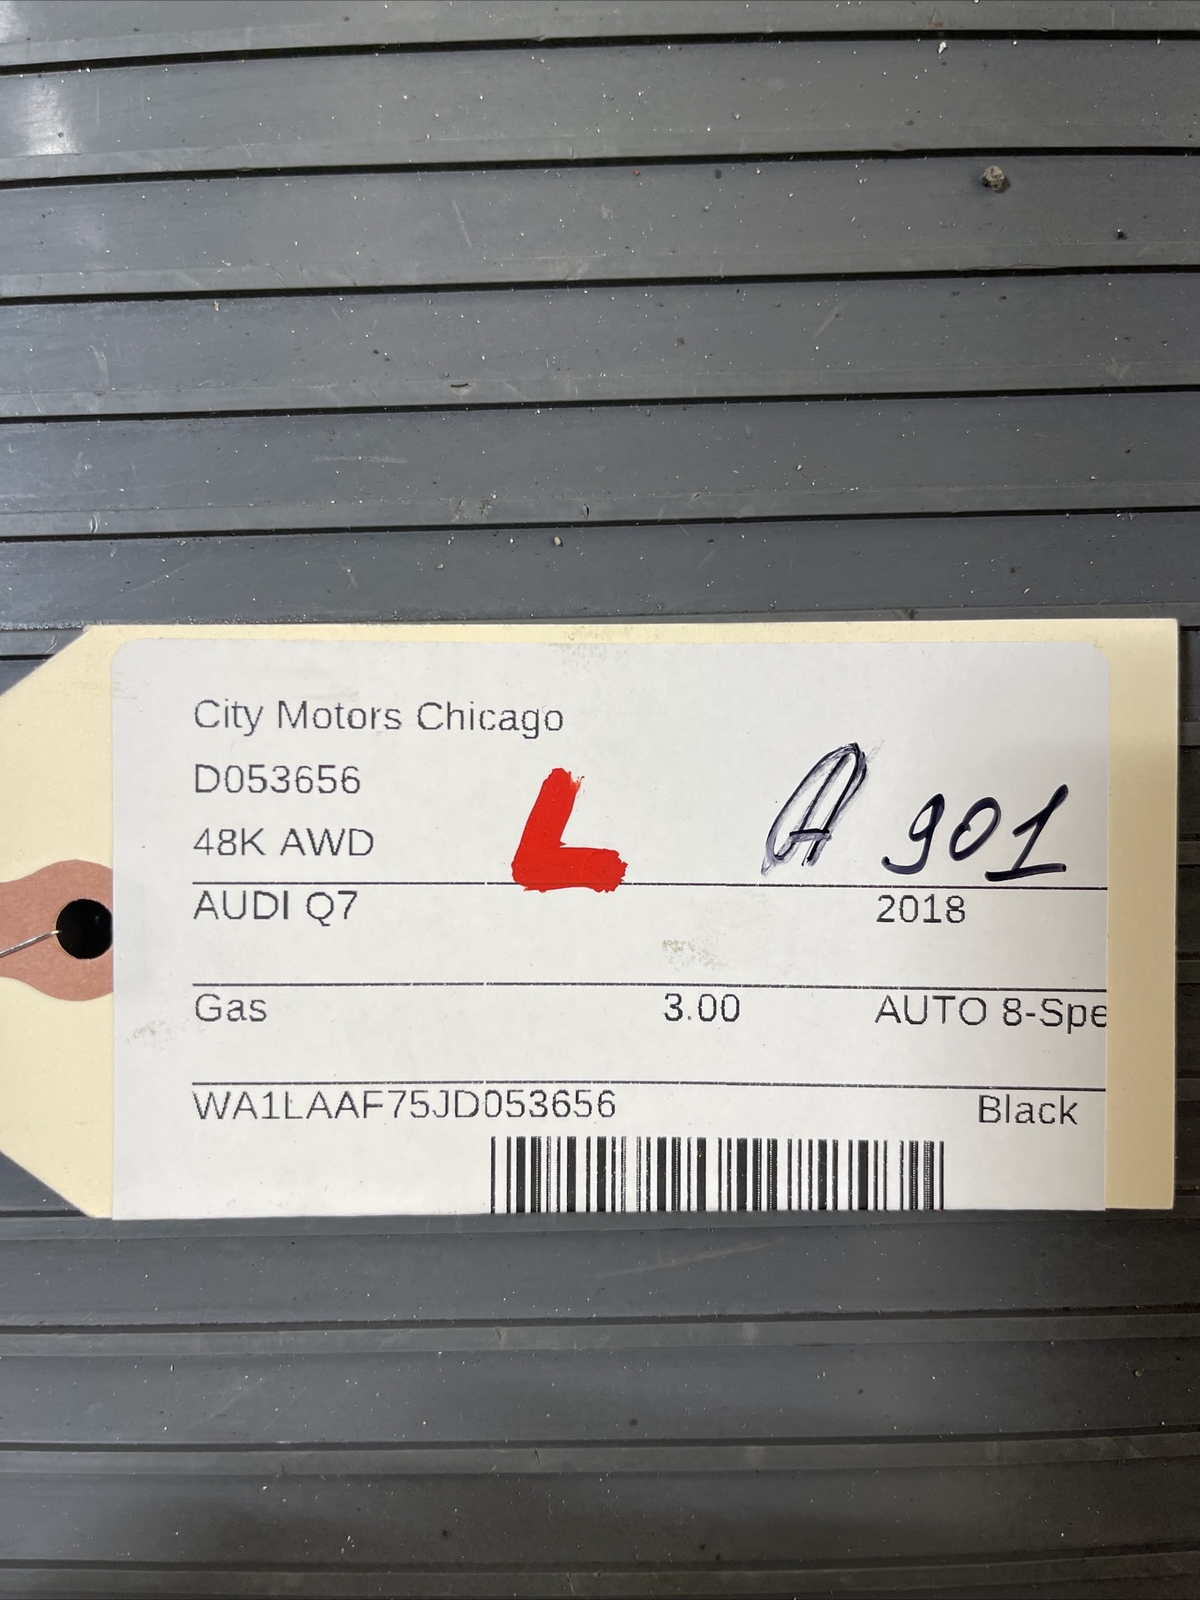 City Motors Chicago
D053656
48K AWD
L
A 901
AUDI Q7 2018
Gas 3.00 AUTO 8-Spe
WA1LAAF75JD053656 Black